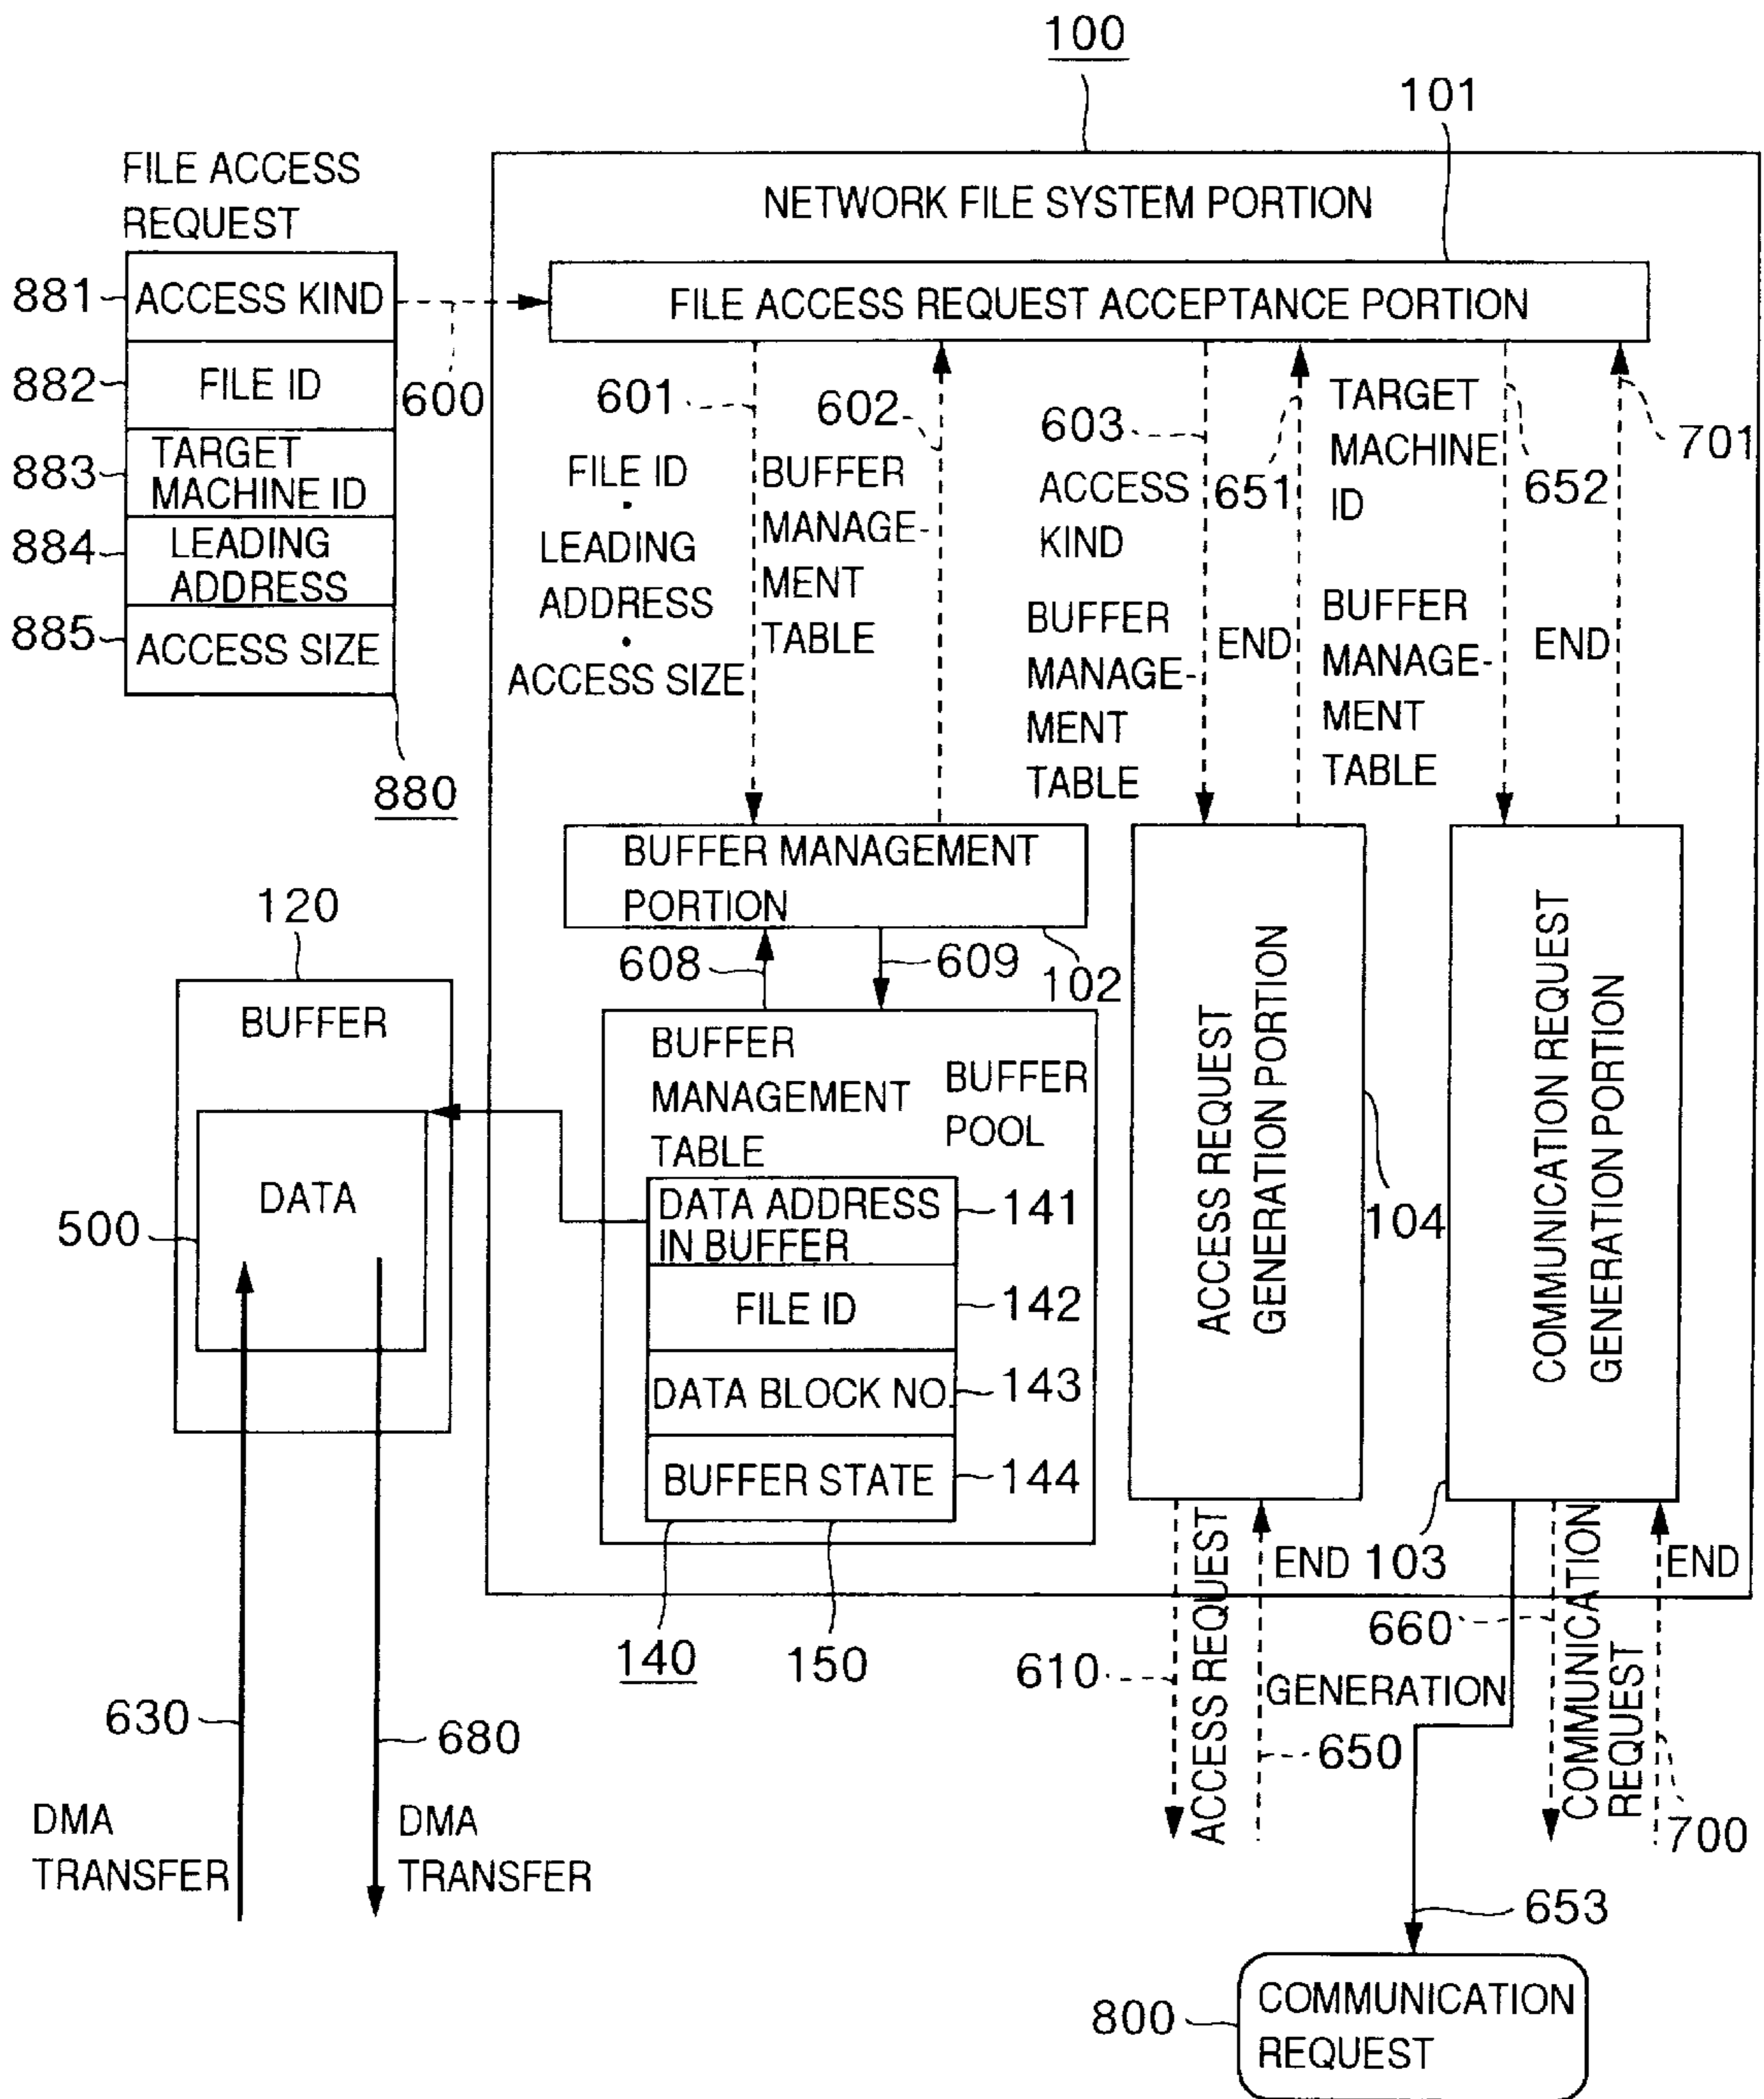 100
101
FILE ACCESS
REQUEST
NETWORK FILE SYSTEM PORTION
881
ACCESS KIND
FILE ACCESS REQUEST ACCEPTANCE PORTION
882
FILE ID
600
883
TARGET
MACHINE ID
884
LEADING
ADDRESS
885
ACCESS SIZE
880
601
FILE ID
·
LEADING
ADDRESS
·
ACCESS SIZE
602
BUFFER
MANAGE-
MENT
TABLE
603
ACCESS
KIND
BUFFER
MANAGE-
MENT
TABLE
651
END
TARGET
MACHINE
ID
652
BUFFER
MANAGE-
MENT
TABLE
701
END
BUFFER MANAGEMENT
PORTION
102
608
609
120
BUFFER
DATA
500
BUFFER
MANAGEMENT
TABLE
BUFFER
POOL
DATA ADDRESS
IN BUFFER
141
FILE ID
142
DATA BLOCK NO.
143
BUFFER STATE
144
140
150
ACCESS REQUEST
GENERATION PORTION
104
COMMUNICATION REQUEST
GENERATION PORTION
103
610
ACCESS REQUEST
END
650
GENERATION
660
COMMUNICATION
REQUEST
END
700
630
DMA
TRANSFER
680
DMA
TRANSFER
653
800
COMMUNICATION
REQUEST